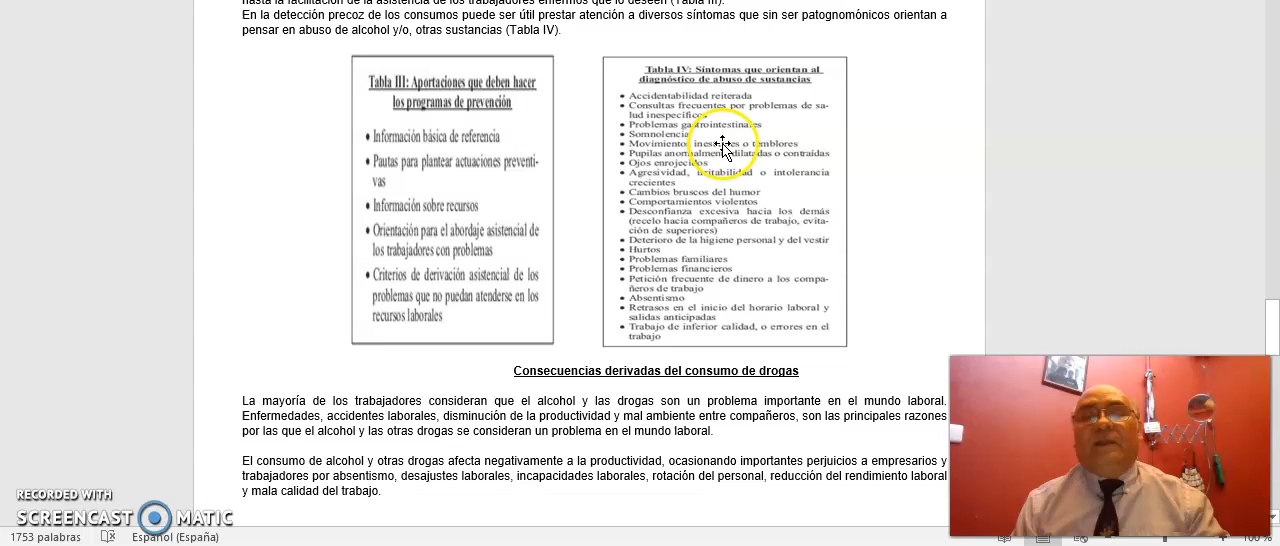 hasta la facilitación de la asistencia de los trabajadores enfermos que lo deseen (Tabla III).
En la detección precoz de los consumos puede ser útil prestar atención a diversos síntomas que sin ser patognomónicos orientan a
pensar en abuso de alcohol y/o, otras sustancias (Tabla IV).
Tabla III: Aportaciones que deben hacer
los programas de prevención
• Información básica de referencia
• Pautas para plantear actuaciones preventi-
vas
• Información sobre recursos
• Orientación para el abordaje asistencial de
los trabajadores con problemas
• Criterios de derivación asistencial de los
problemas que no puedan atenderse en los
recursos laborales
Tabla IV: Síntomas que orientan al
diagnóstico de abuso de sustancias
• Accidentabilidad reiterada
• Consultas frecuentes por problemas de sa-
lud inespecíficos
• Problemas gastrointestinales
• Somnolencia
• Movimientos inestables o temblores
• Pupilas anormalmente dilatadas o contraídas
• Ojos enrojecidos
• Agresividad, irritabilidad o intolerancia
crecientes
• Cambios bruscos del humor
• Comportamientos violentos
• Desconfianza excesiva hacia los demás
(recelo hacia compañeros de trabajo, evita-
ción de superiores)
• Deterioro de la higiene personal y del vestir
• Hurtos
• Problemas familiares
• Problemas financieros
• Petición frecuente de dinero a los compa-
ñeros de trabajo
• Absentismo
• Retrasos en el inicio del horario laboral y
salidas anticipadas
• Trabajo de inferior calidad, o errores en el
trabajo
Consecuencias derivadas del consumo de drogas
La mayoría de los trabajadores consideran que el alcohol y las drogas son un problema importante en el mundo laboral.
Enfermedades, accidentes laborales, disminución de la productividad y mal ambiente entre compañeros, son las principales razones
por las que el alcohol y las otras drogas se consideran un problema en el mundo laboral.
El consumo de alcohol y otras drogas afecta negativamente a la productividad, ocasionando importantes perjuicios a empresarios y
trabajadores por absentismo, desajustes laborales, incapacidades laborales, rotación del personal, reducción del rendimiento laboral
y mala calidad del trabajo.
RECORDED WITH
SCREENCAST MATIC
1753 palabras Español (España) 100 %